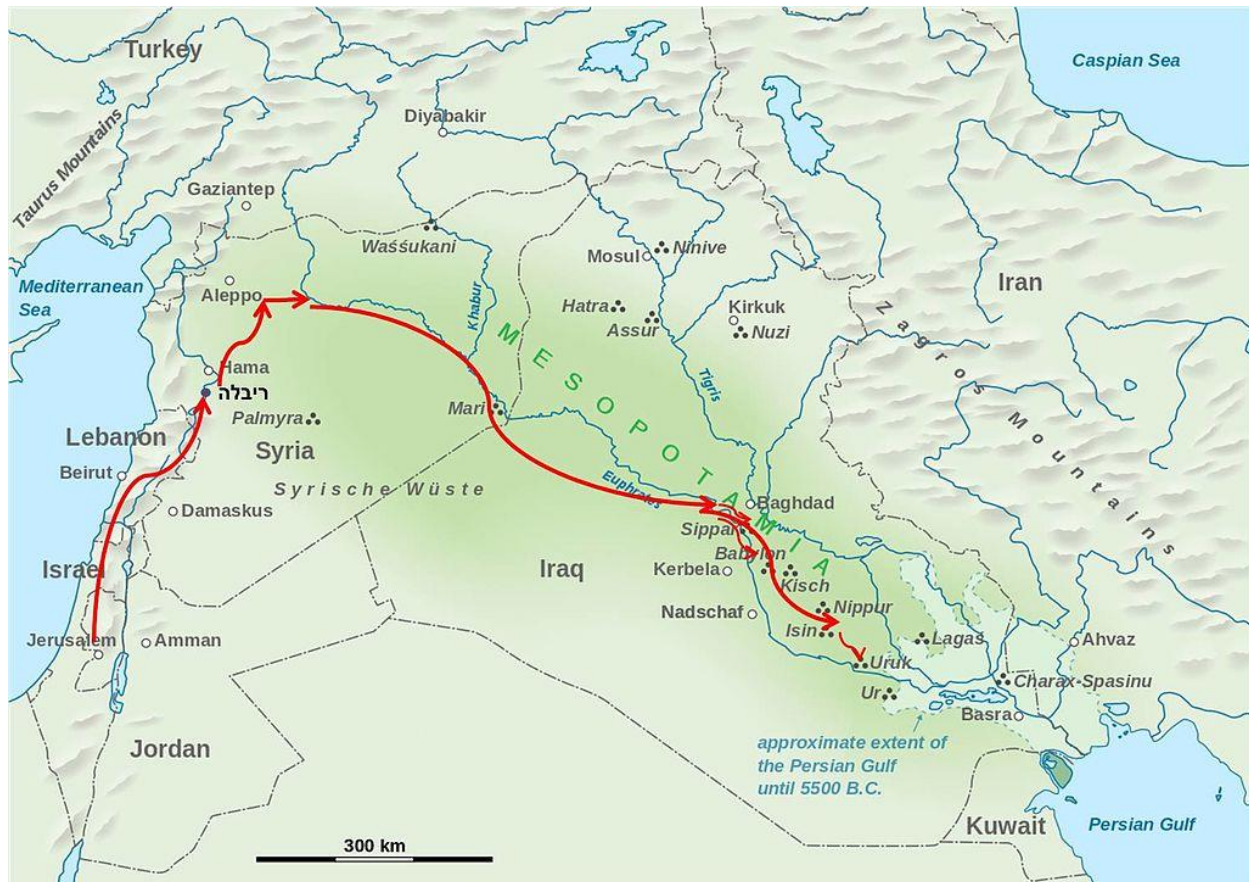 Turkey
Caspian Sea
Taurus Mountains
Diyabakir
Gaziantep
Waššukani
Mosul
Ninive
Iran
Mediterranean
Sea
Aleppo
Khabur
Hatra
Assur
Kirkuk
Nuzi
Zagros Mountains
MESOPOTAMIA
Tigris
Hama
ריבלה
Mari
Palmyra
Lebanon
Syria
Beirut
Syrische Wüste
Euphrates
Baghdad
Damaskus
Sippar
Babylon
Israel
Iraq
Kerbela
Kisch
Nadschaf
Nippur
Isin
Lagaš
Jerusalem
Amman
Ahvaz
Uruk
Ur
Charax-Spasinu
Basra
Jordan
approximate extent of
the Persian Gulf
until 5500 B.C.
Kuwait
Persian Gulf
300 km